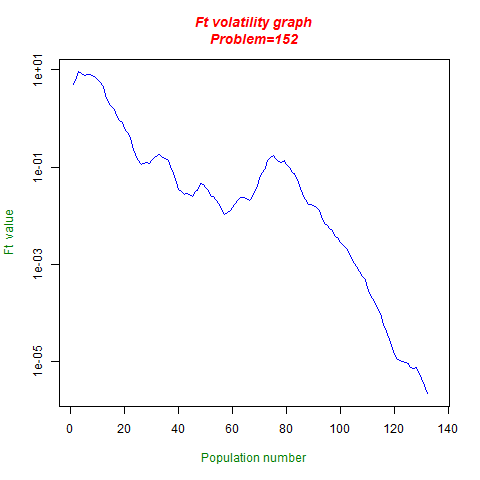 Ft volatility graph
Problem=152
1e+01
1e-01
1e-03
1e-05
Ft value
0 20 40 60 80 100 120 140
Population number